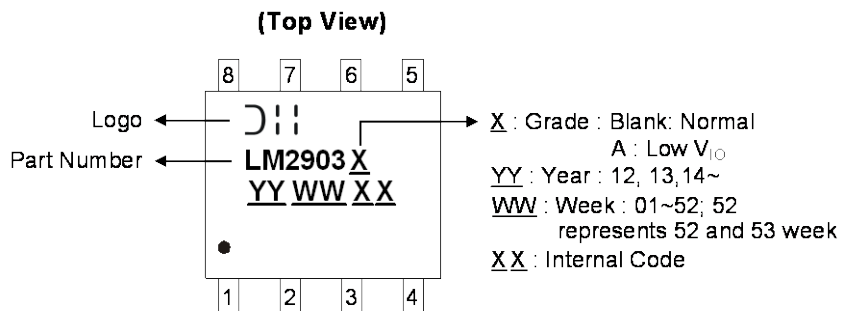 (Top View)
8 7 6 5
Logo
Part Number
LM2903 X
YY WW X X
X : Grade : Blank: Normal
A : Low VIO
YY : Year : 12, 13,14~
WW : Week : 01~52; 52
represents 52 and 53 week
X X : Internal Code
1 2 3 4